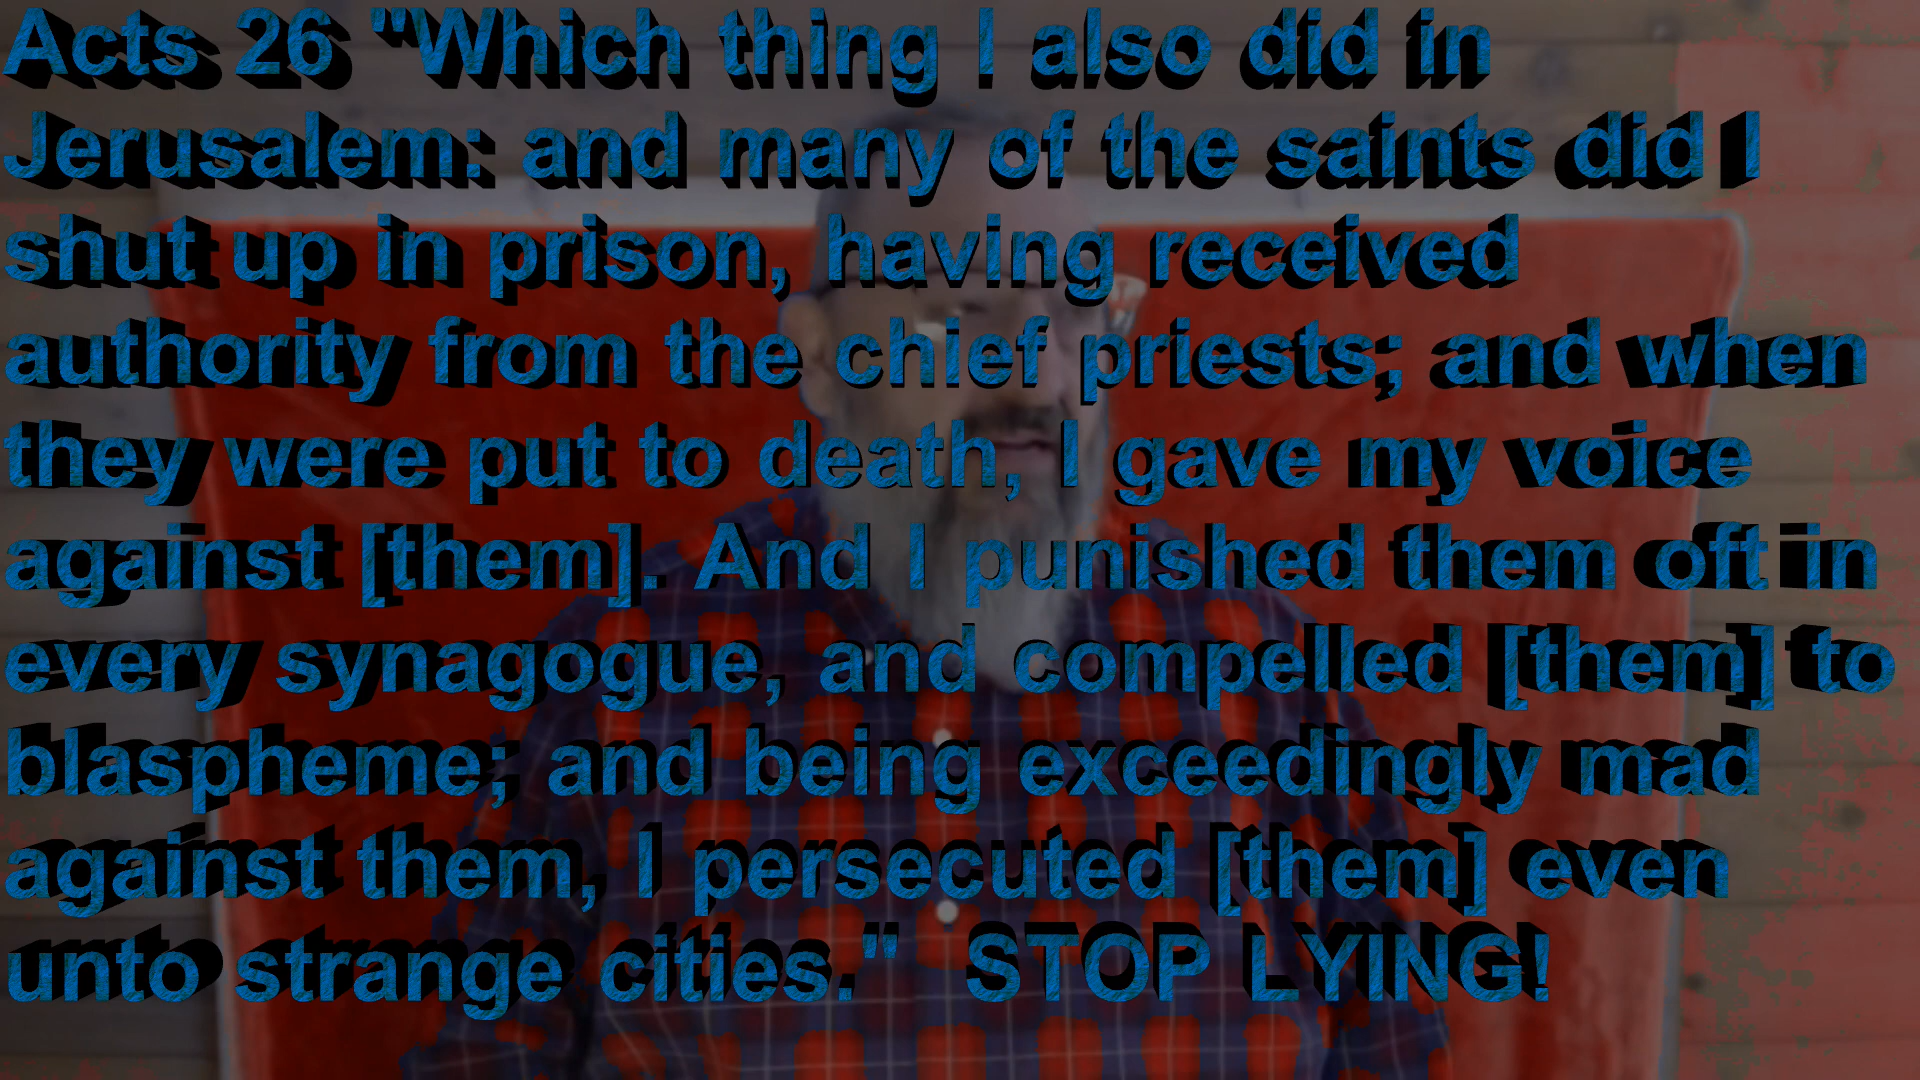 Acts 26 "Which thing I also did in
Jerusalem: and many of the saints did I
shut up in prison, having received
authority from the chief priests; and when
they were put to death, I gave my voice
against [them]. And I punished them oft in
every synagogue, and compelled [them] to
blaspheme; and being exceedingly mad
against them, I persecuted [them] even
unto strange cities."  STOP LYING!